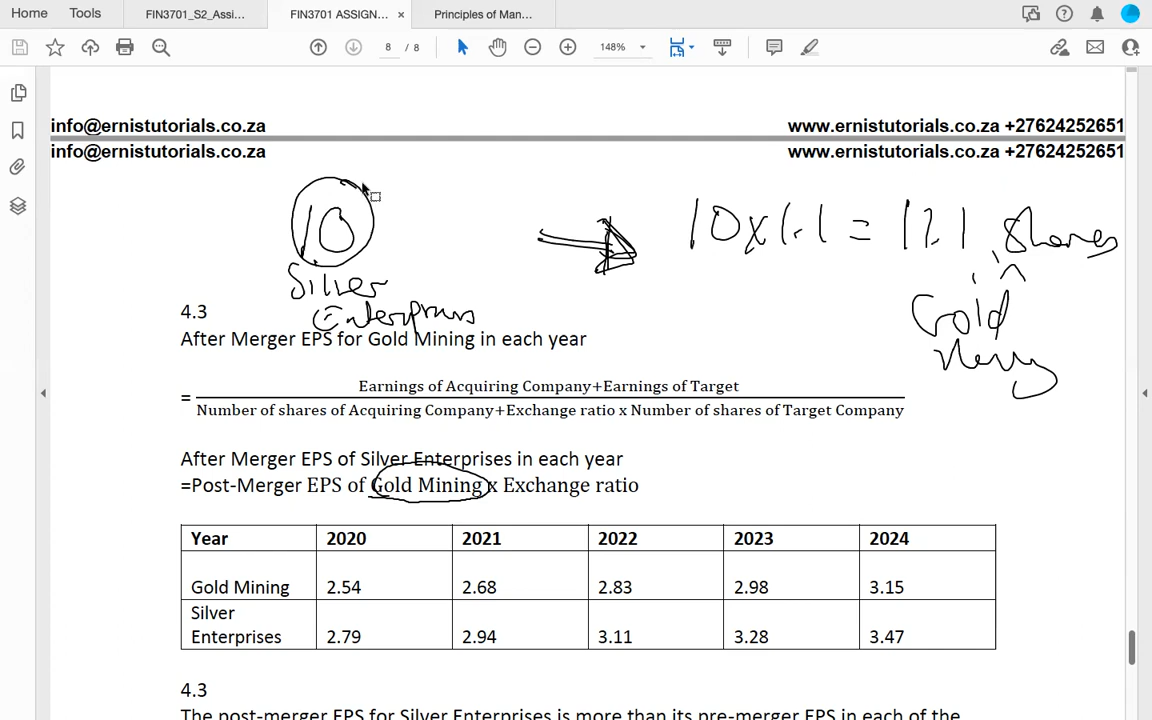 Home Tools FIN3701_S2_Assi... FIN3701 ASSIGN... × Principles of Man...
8 / 8 148%
info@ernistutorials.co.za www.ernistutorials.co.za +27624252651
info@ernistutorials.co.za www.ernistutorials.co.za +27624252651
10 10 x 1.1 = 11.1 shares
Silver
Enterprises
Gold
4.3
After Merger EPS for Gold Mining in each year
= Earnings of Acquiring Company+Earnings of Target
Number of shares of Acquiring Company+Exchange ratio x Number of shares of Target Company
After Merger EPS of Silver Enterprises in each year
=Post-Merger EPS of Gold Mining x Exchange ratio
Year 2020 2021 2022 2023 2024
Gold Mining 2.54 2.68 2.83 2.98 3.15
Silver
Enterprises 2.79 2.94 3.11 3.28 3.47
4.3
The post-merger EPS for Silver Enterprises is more than its pre-merger EPS in each of the